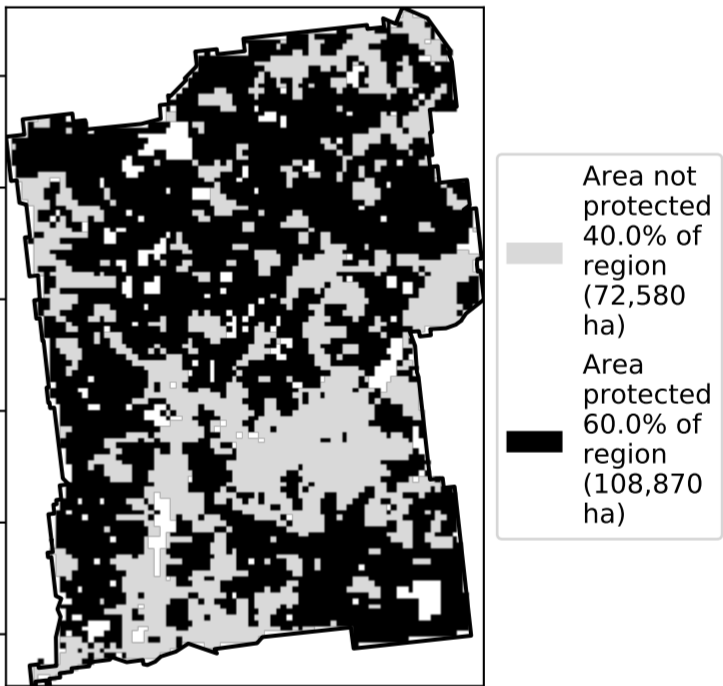 Area not
protected
40.0% of
region
(72,580
ha)
Area
protected
60.0% of
region
(108,870
ha)